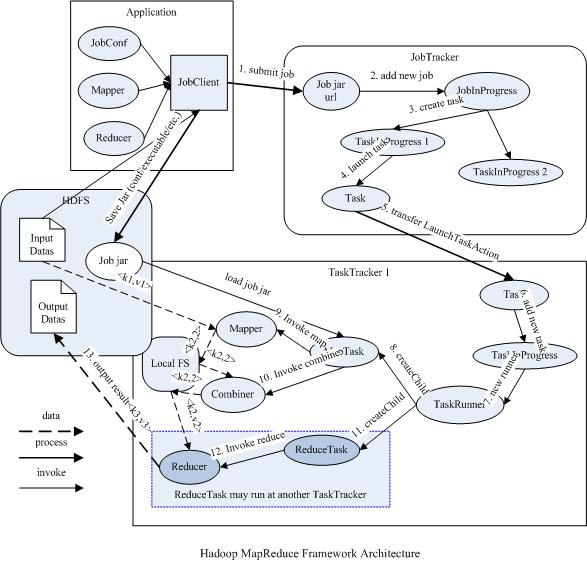 Application
JobConf
Mapper
Reducer
JobClient
1. submit job
JobTracker
Job jar
url
2. add new job
JobInProgress
3. create task
TaskInProgress 1
TaskInProgress 2
4. launch task
Task
5. transfer LaunchTaskAction
Save Jar (conf/executable/etc,)
HDFS
Input
Datas
Job jar
Output
Datas
<k1,v1>
TaskTracker 1
load job jar
Task
6. add new task
TaskInProgress
7. new runner
TaskRunner
8. createChild
9. Invoke map
Mapper
Task
10. Invoke combine
Combiner
Local FS
<k2,2>
<k2,2>
<k2,2>
<k2,v2>
11. createChild
ReduceTask
12. Invoke reduce
Reducer
ReduceTask may run at another TaskTracker
13. output result<k3,v3>
data
process
invoke
Hadoop MapReduce Framework Architecture